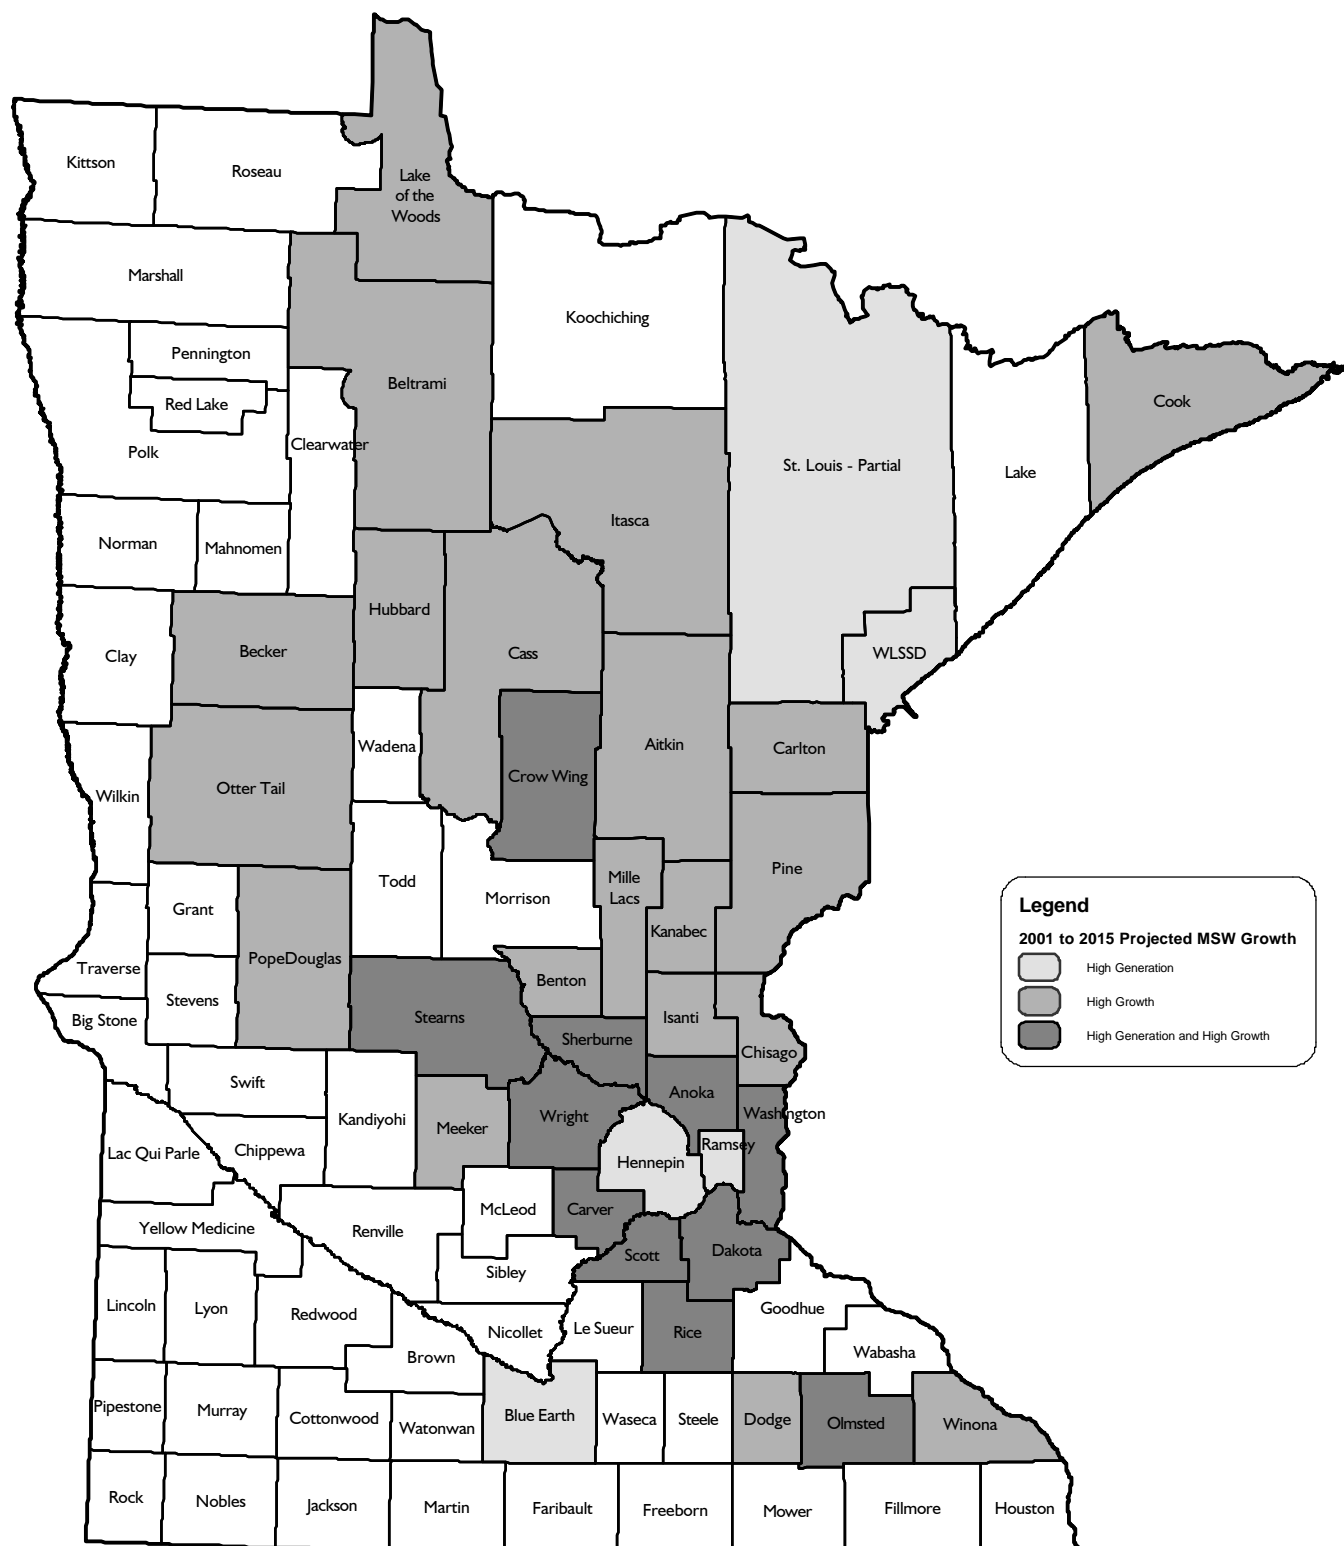 Kittson
Roseau
Lake
of the
Woods
Marshall
Koochiching
Pennington
Beltrami
Red Lake
Cook
Clearwater
Polk
St. Louis - Partial
Lake
Itasca
Norman
Mahnomen
Hubbard
Clay
Becker
Cass
WLSSD
Wadena
Aitkin
Carlton
Crow Wing
Otter Tail
Wilkin
Pine
Todd
Mille
Lacs
Morrison
Grant
Kanabec
PopeDouglas
Traverse
Benton
Stevens
Stearns
Isanti
Big Stone
Sherburne
Chisago
Swift
Anoka
Washington
Wright
Kandiyohi
Meeker
Ramsey
Chippewa
Lac Qui Parle
Hennepin
McLeod
Carver
Yellow Medicine
Renville
Scott
Dakota
Sibley
Lincoln
Lyon
Redwood
Goodhue
Nicollet
Le Sueur
Rice
Brown
Wabasha
Pipestone
Murray
Cottonwood
Watonwan
Blue Earth
Waseca
Steele
Dodge
Olmsted
Winona
Rock
Nobles
Jackson
Martin
Faribault
Freeborn
Mower
Fillmore
Houston
Legend
2001 to 2015 Projected MSW Growth
High Generation
High Growth
High Generation and High Growth